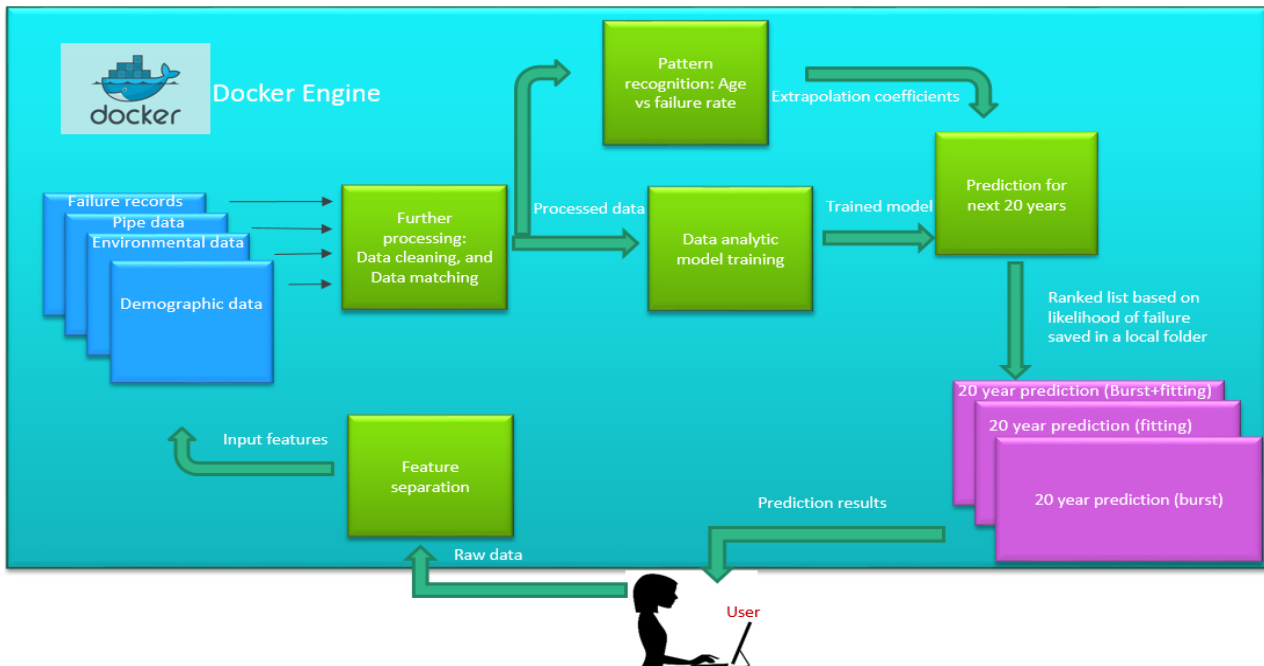 docker
Docker Engine
Pattern
recognition: Age
vs failure rate
Extrapolation coefficients
Prediction for
next 20 years
Failure records
Pipe data
Environmental data
Demographic data
Further
processing:
Data cleaning, and
Data matching
Processed data
Data analytic
model training
Trained model
Ranked list based on
likelihood of failure
saved in a local folder
20 year prediction (Burst+fitting)
20 year prediction (fitting)
20 year prediction (burst)
Input features
Feature
separation
Prediction results
Raw data
User